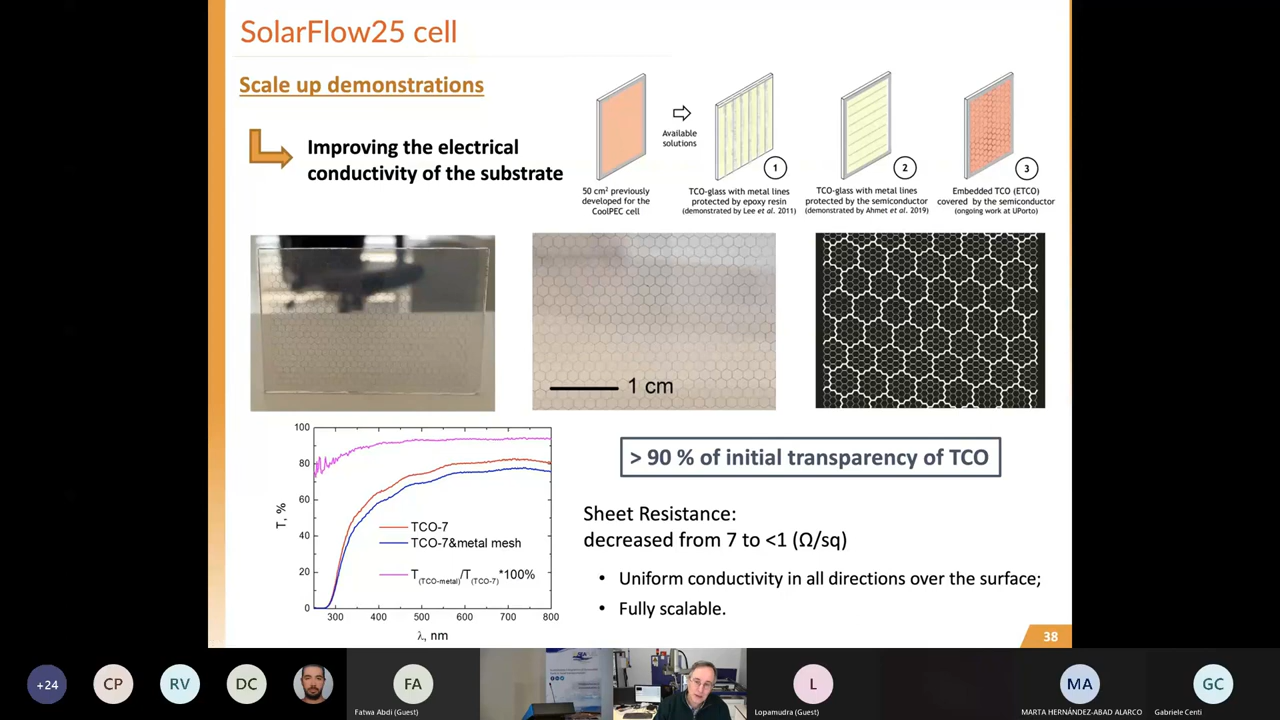 SolarFlow25 cell
Scale up demonstrations
Improving the electrical
conductivity of the substrate
Available
solutions
1
2
3
50 cm² previously
developed for the
CoolPEC cell
TCO-glass with metal lines
protected by epoxy resin
(demonstrated by Lee et al. 2011)
TCO-glass with metal lines
protected by the semiconductor
(demonstrated by Ahmet et al. 2019)
Embedded TCO (ETCO)
covered by the semiconductor
(ongoing work at UPorto)
1 cm
100
80
60
40
20
0
T, %
300 400 500 600 700 800
λ, nm
TCO-7
TCO-7&metal mesh
T(TCO-metal)/T(TCO-7)*100%
> 90 % of initial transparency of TCO
Sheet Resistance:
decreased from 7 to <1 (Ω/sq)
• Uniform conductivity in all directions over the surface;
• Fully scalable.
38
+24
CP
RV
DC
FA
Fatwa Abdi (Guest)
L
Lopamudra (Guest)
MA
MARTA HERNÁNDEZ-ABAD ALARCO
GC
Gabriele Centi